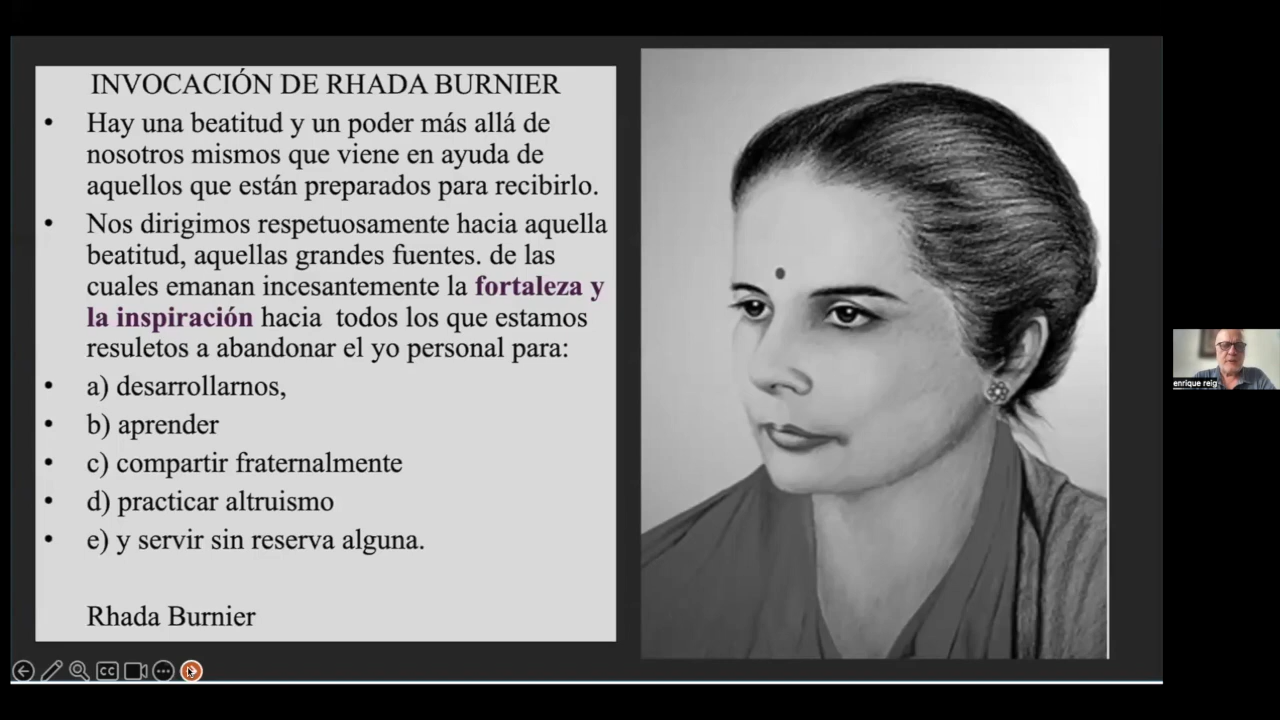 INVOCACIÓN DE RHADA BURNIER
• Hay una beatitud y un poder más allá de
nosotros mismos que viene en ayuda de
aquellos que están preparados para recibirlo.
• Nos dirigimos respetuosamente hacia aquella
beatitud, aquellas grandes fuentes. de las
cuales emanan incesantemente la fortaleza y
la inspiración hacia todos los que estamos
resuletos a abandonar el yo personal para:
• a) desarrollarnos,
• b) aprender
• c) compartir fraternalmente
• d) practicar altruismo
• e) y servir sin reserva alguna.
Rhada Burnier
CC
enrique reig